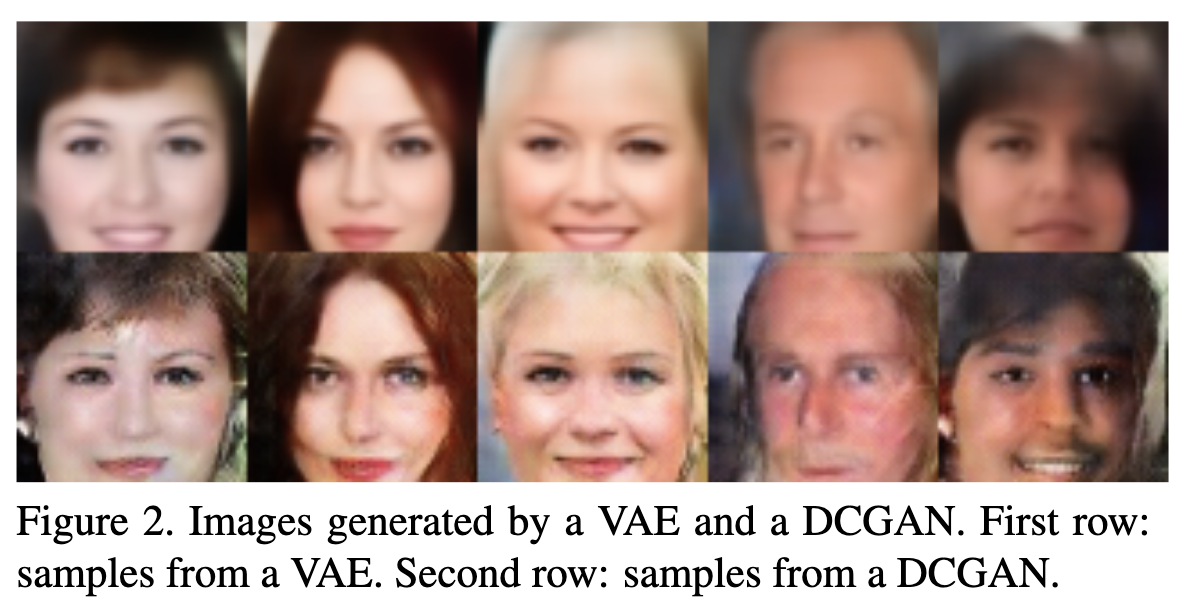 Figure 2. Images generated by a VAE and a DCGAN. First row:
samples from a VAE. Second row: samples from a DCGAN.